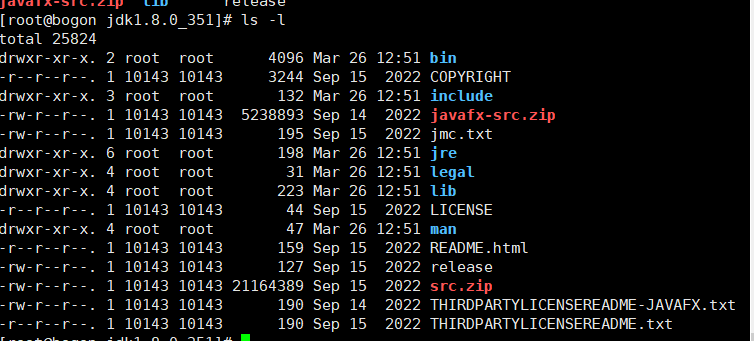 javafx-src.zip lib release
[root@bogon jdk1.8.0_351]# ls -l
total 25824
drwxr-xr-x. 2 root root 4096 Mar 26 12:51 bin
-r--r--r--. 1 10143 10143 3244 Sep 15 2022 COPYRIGHT
drwxr-xr-x. 3 root root 132 Mar 26 12:51 include
-rw-r--r--. 1 10143 10143 5238893 Sep 14 2022 javafx-src.zip
-rw-r--r--. 1 10143 10143 195 Sep 15 2022 jmc.txt
drwxr-xr-x. 6 root root 198 Mar 26 12:51 jre
drwxr-xr-x. 4 root root 31 Mar 26 12:51 legal
drwxr-xr-x. 4 root root 223 Mar 26 12:51 lib
-r--r--r--. 1 10143 10143 44 Sep 15 2022 LICENSE
drwxr-xr-x. 4 root root 47 Mar 26 12:51 man
-r--r--r--. 1 10143 10143 159 Sep 15 2022 README.html
-rw-r--r--. 1 10143 10143 127 Sep 15 2022 release
-rw-r--r--. 1 10143 10143 21164389 Sep 15 2022 src.zip
-rw-r--r--. 1 10143 10143 190 Sep 14 2022 THIRDPARTYLICENSEREADME-JAVAFX.txt
-r--r--r--. 1 10143 10143 190 Sep 15 2022 THIRDPARTYLICENSEREADME.txt
[root@bogon jdk1.8.0_351]#